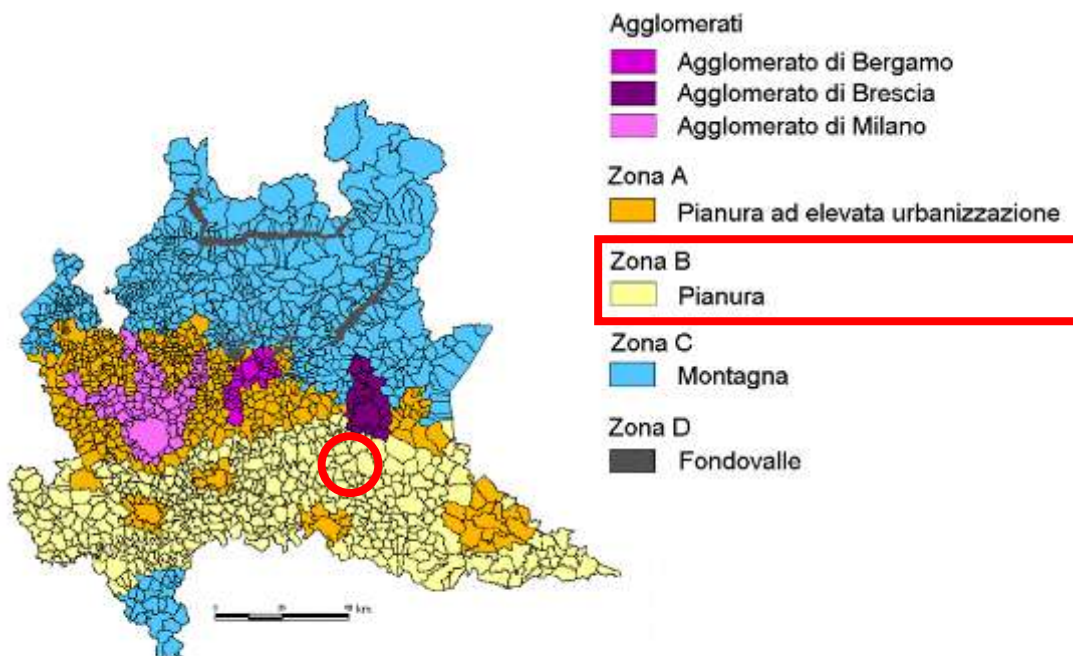 Agglomerati
Agglomerato di Bergamo
Agglomerato di Brescia
Agglomerato di Milano
Zona A
Pianura ad elevata urbanizzazione
Zona B
Pianura
Zona C
Montagna
Zona D
Fondovalle
km